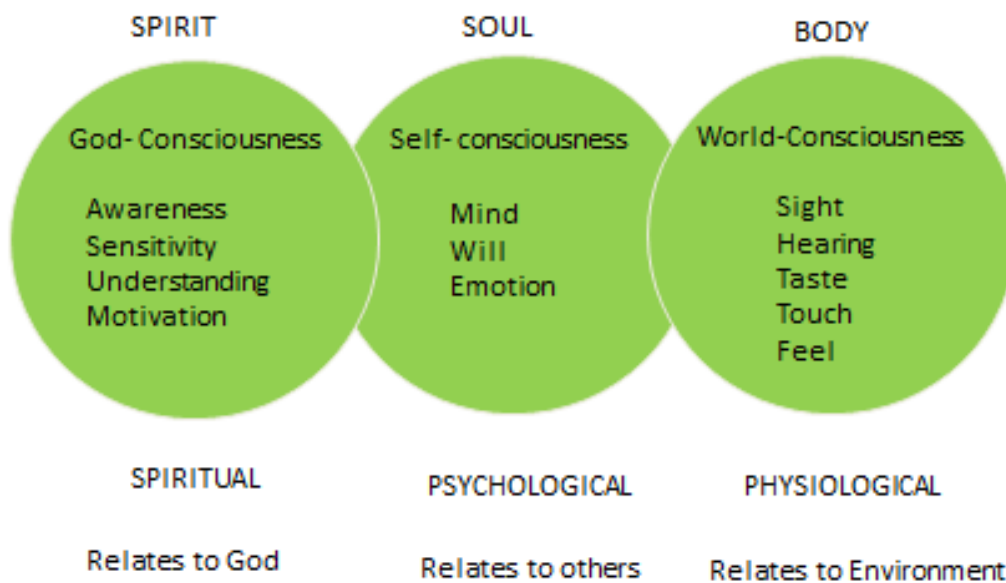 SPIRIT
SOUL
BODY
God- Consciousness
Awareness
Sensitivity
Understanding
Motivation
Self- consciousness
Mind
Will
Emotion
World-Consciousness
Sight
Hearing
Taste
Touch
Feel
SPIRITUAL
PSYCHOLOGICAL
PHYSIOLOGICAL
Relates to God
Relates to others
Relates to Environment